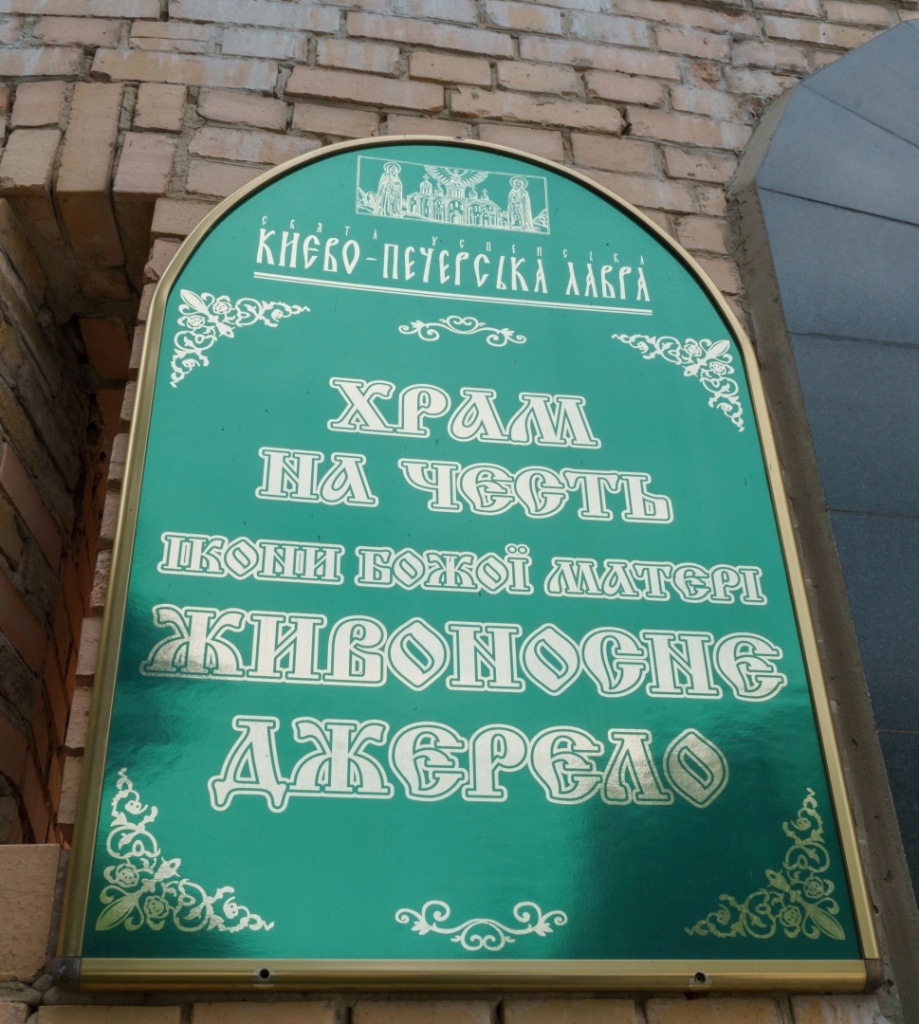 СВЯТА УСПЕНСЬКА
КИЄВО-ПЕЧЕРСЬКА ЛАВРА
ХРАМ
НА ЧЕСТЬ
ІКОНИ БОЖОЇ МАТЕРІ
ЖИВОНОСНЕ
ДЖЕРЕЛО